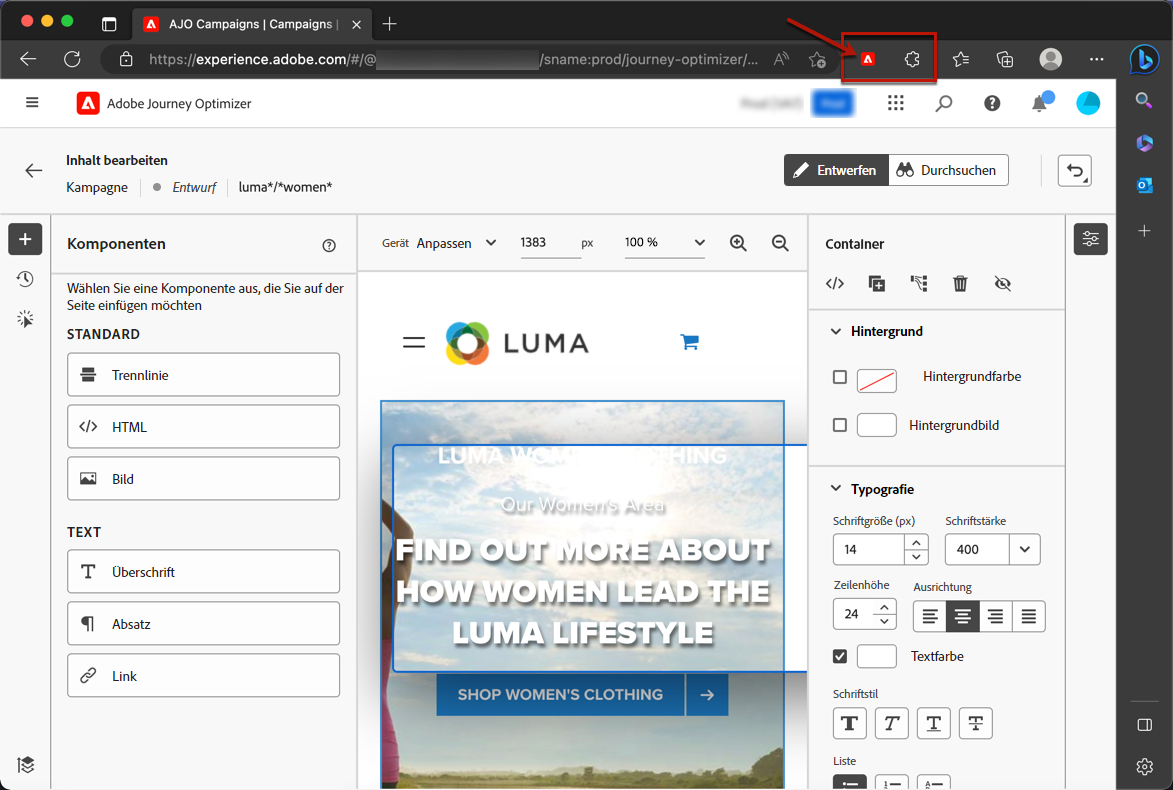 AJO Campaigns | Campaigns |
https://experience.adobe.com/#/@
/sname:prod/journey-optimizer/...
Adobe Journey Optimizer
Inhalt bearbeiten
Kampagne
Entwurf
luma*/*women*
Entwerfen
Durchsuchen
Komponenten
Wählen Sie eine Komponente aus, die Sie auf der
Seite einfügen möchten
STANDARD
Trennlinie
HTML
Bild
TEXT
Überschrift
Absatz
Link
Gerät Anpassen
1383 px
100 %
LUMA
LUMA WOMEN'S CLOTHING
Our Women's Area
FIND OUT MORE ABOUT
HOW WOMEN LEAD THE
LUMA LIFESTYLE
SHOP WOMEN'S CLOTHING
Container
Hintergrund
Hintergrundfarbe
Hintergrundbild
Typografie
Schriftgröße (px) Schriftstärke
14 400
Zeilenhöhe Ausrichtung
24
Textfarbe
Schriftstil
T T T T
Liste